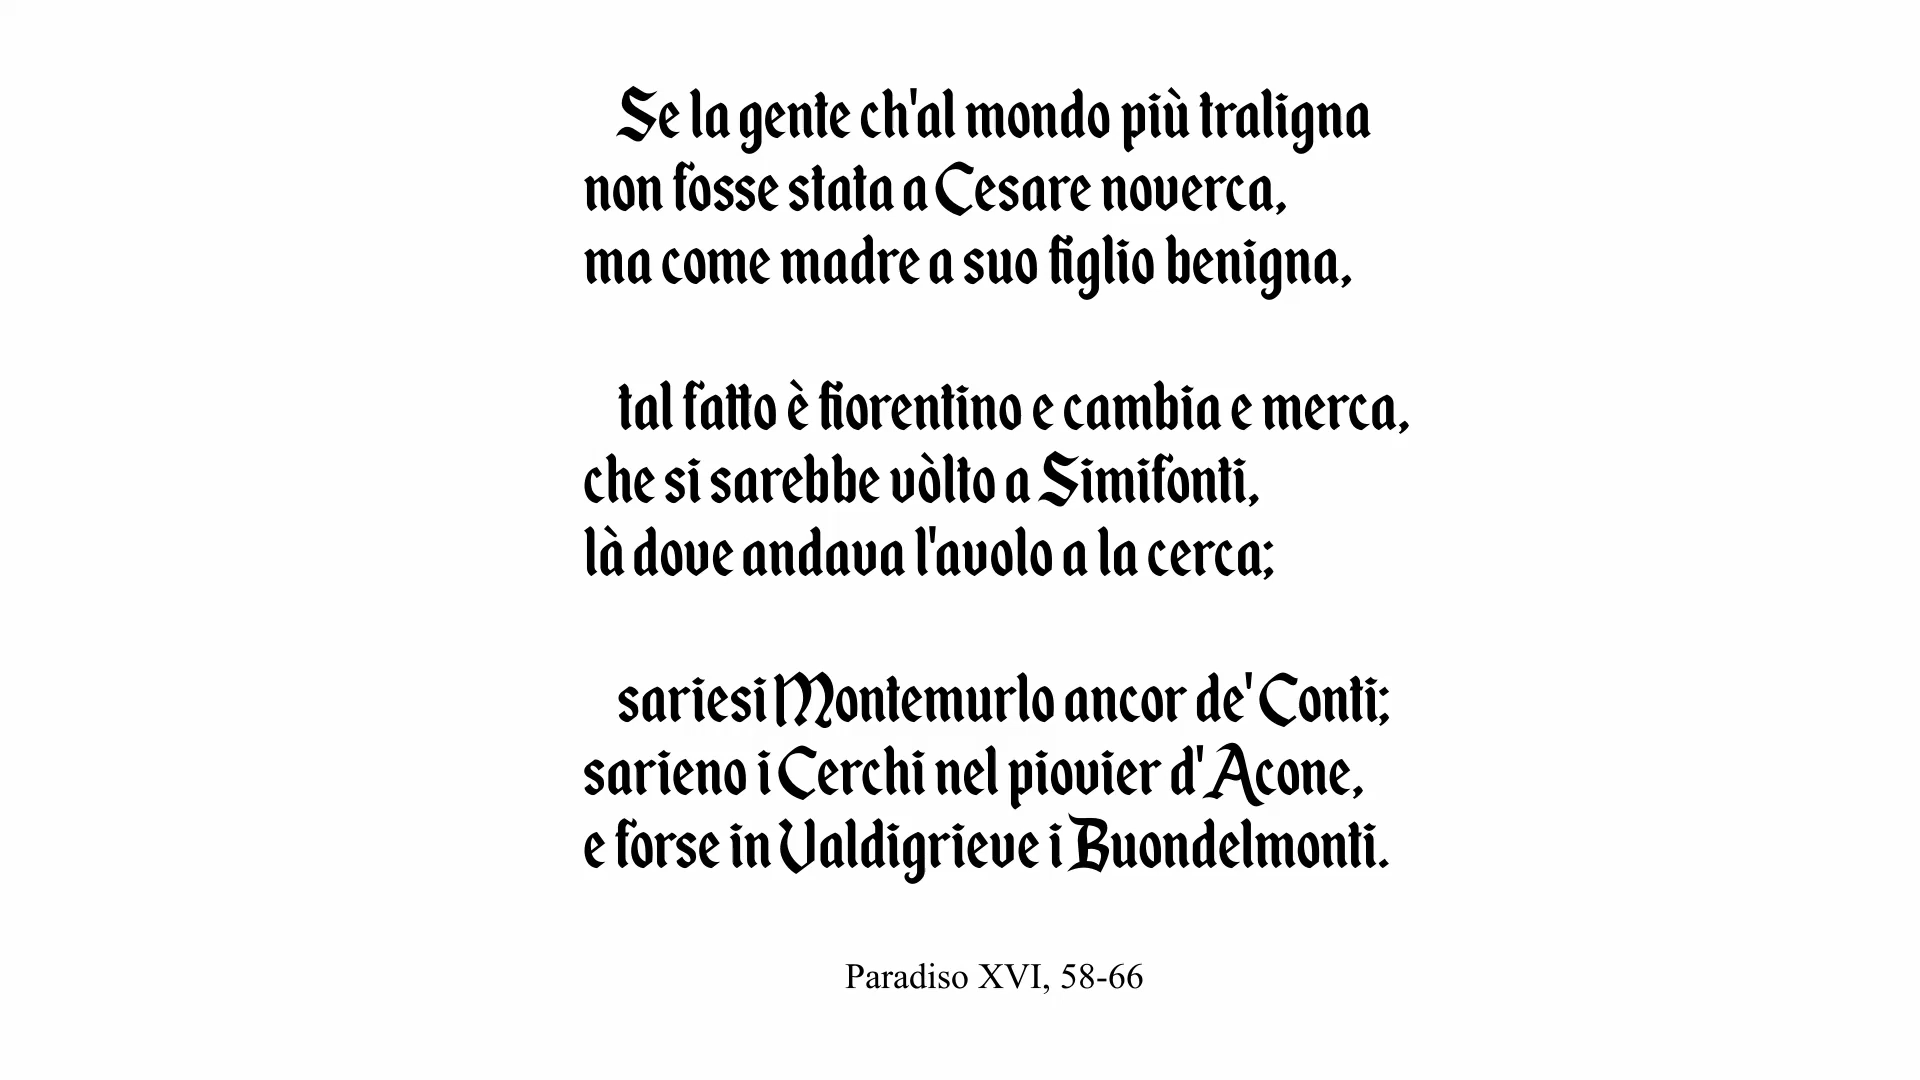 Se la gente ch'al mondo più traligna
non fosse stata a Cesare noverca,
ma come madre a suo figlio benigna,
tal fatto è fiorentino e cambia e merca,
che si sarebbe vòlto a Simifonti,
là dove andava l'avolo a la cerca;
sariesi Montemurlo ancor de' Conti;
sarieno i Cerchi nel piovier d'Acone,
e forse in Valdigrieve i Buondelmonti.
Paradiso XVI, 58-66